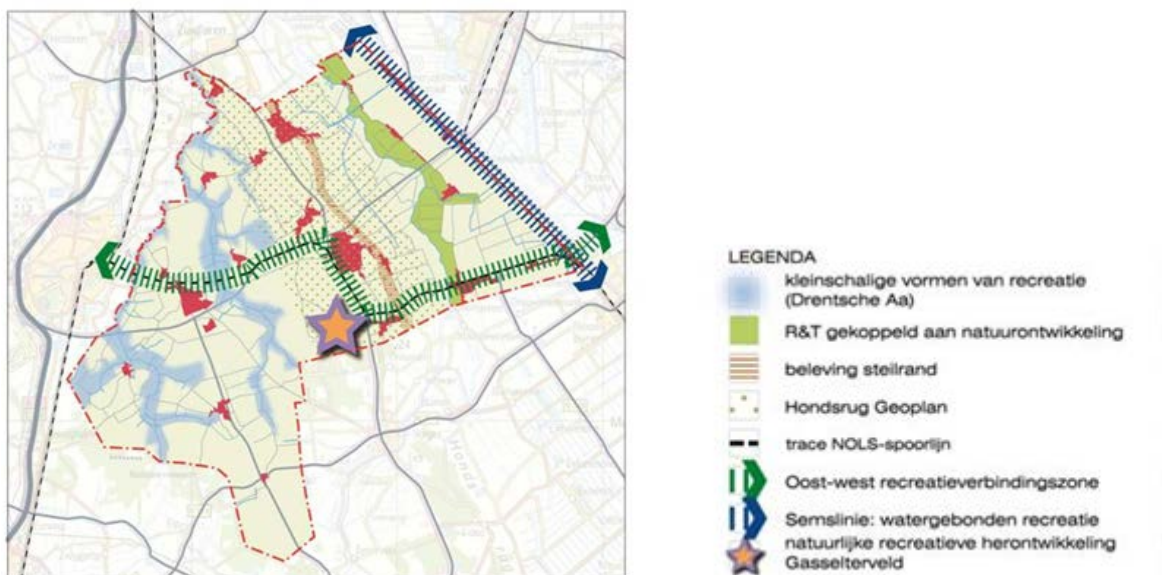 LEGENDA
kleinschalige vormen van recreatie
(Drentsche Aa)
R&T gekoppeld aan natuurontwikkeling
beleving steilrand
Hondsrug Geoplan
trace NOLS-spoorlijn
Oost-west recreatieverbindingszone
Semslinie: watergebonden recreatie
natuurlijke recreatieve herontwikkeling
Gasselterveld